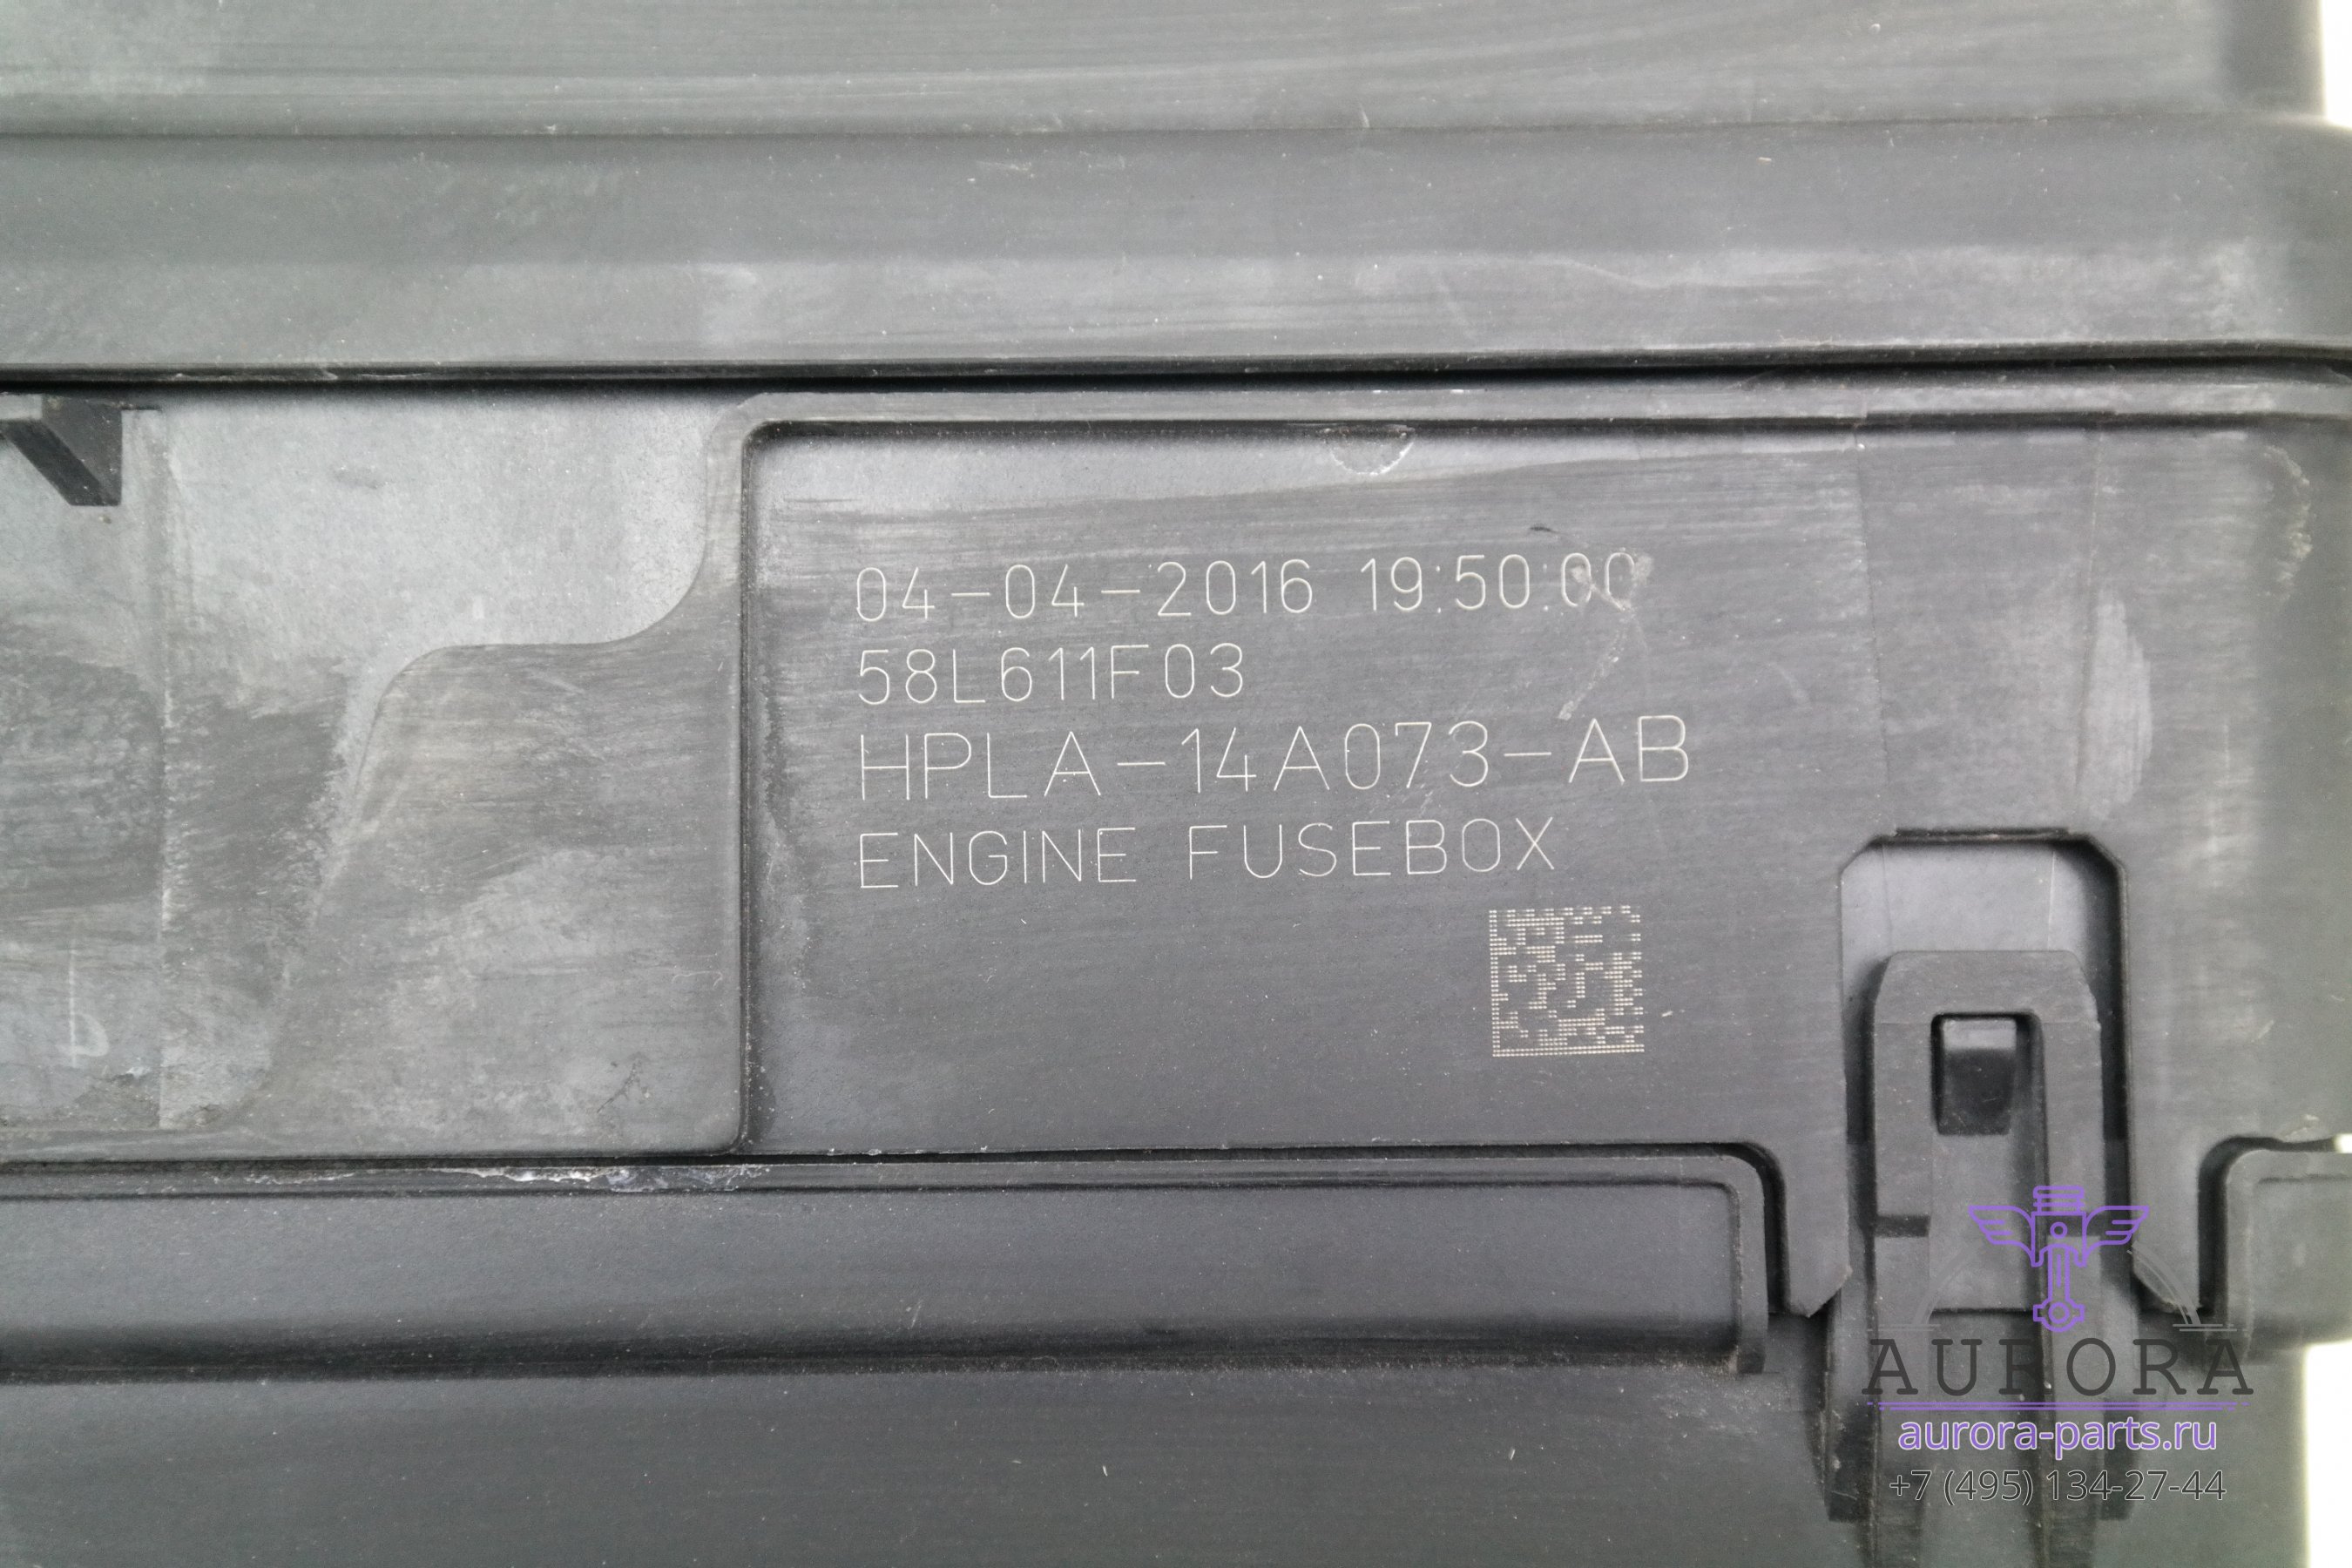 04-04-2016 19:50:00
58L611F03
HPLA-14A073-AB
ENGINE FUSEBOX
AURORA
aurora-parts.ru
+7 (495) 134-27-44